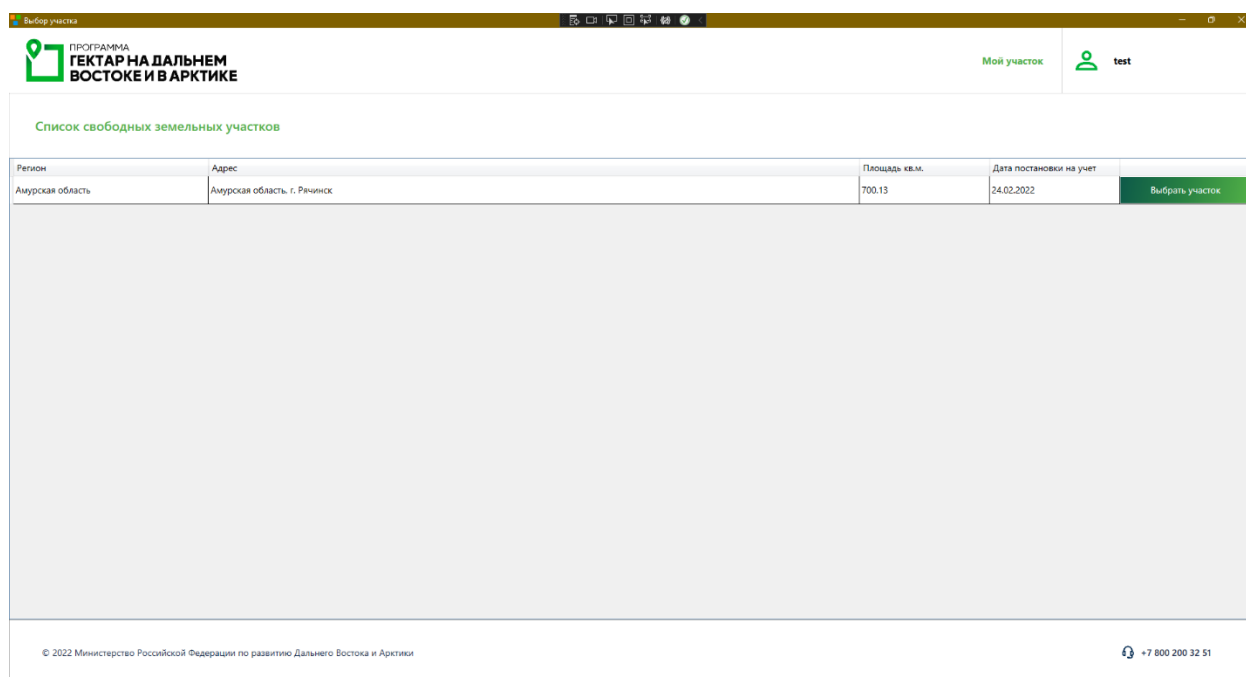 Выбор участка
ПРОГРАММА
ГЕКТАР НА ДАЛЬНЕМ
ВОСТОКЕ И В АРКТИКЕ
Мой участок
test
Список свободных земельных участков
Регион Адрес Площадь кв.м. Дата постановки на учет
Амурская область Амурская область. г. Рячинск 700.13 24.02.2022 Выбрать участок
© 2022 Министерство Российской Федерации по развитию Дальнего Востока и Арктики
+7 800 200 32 51